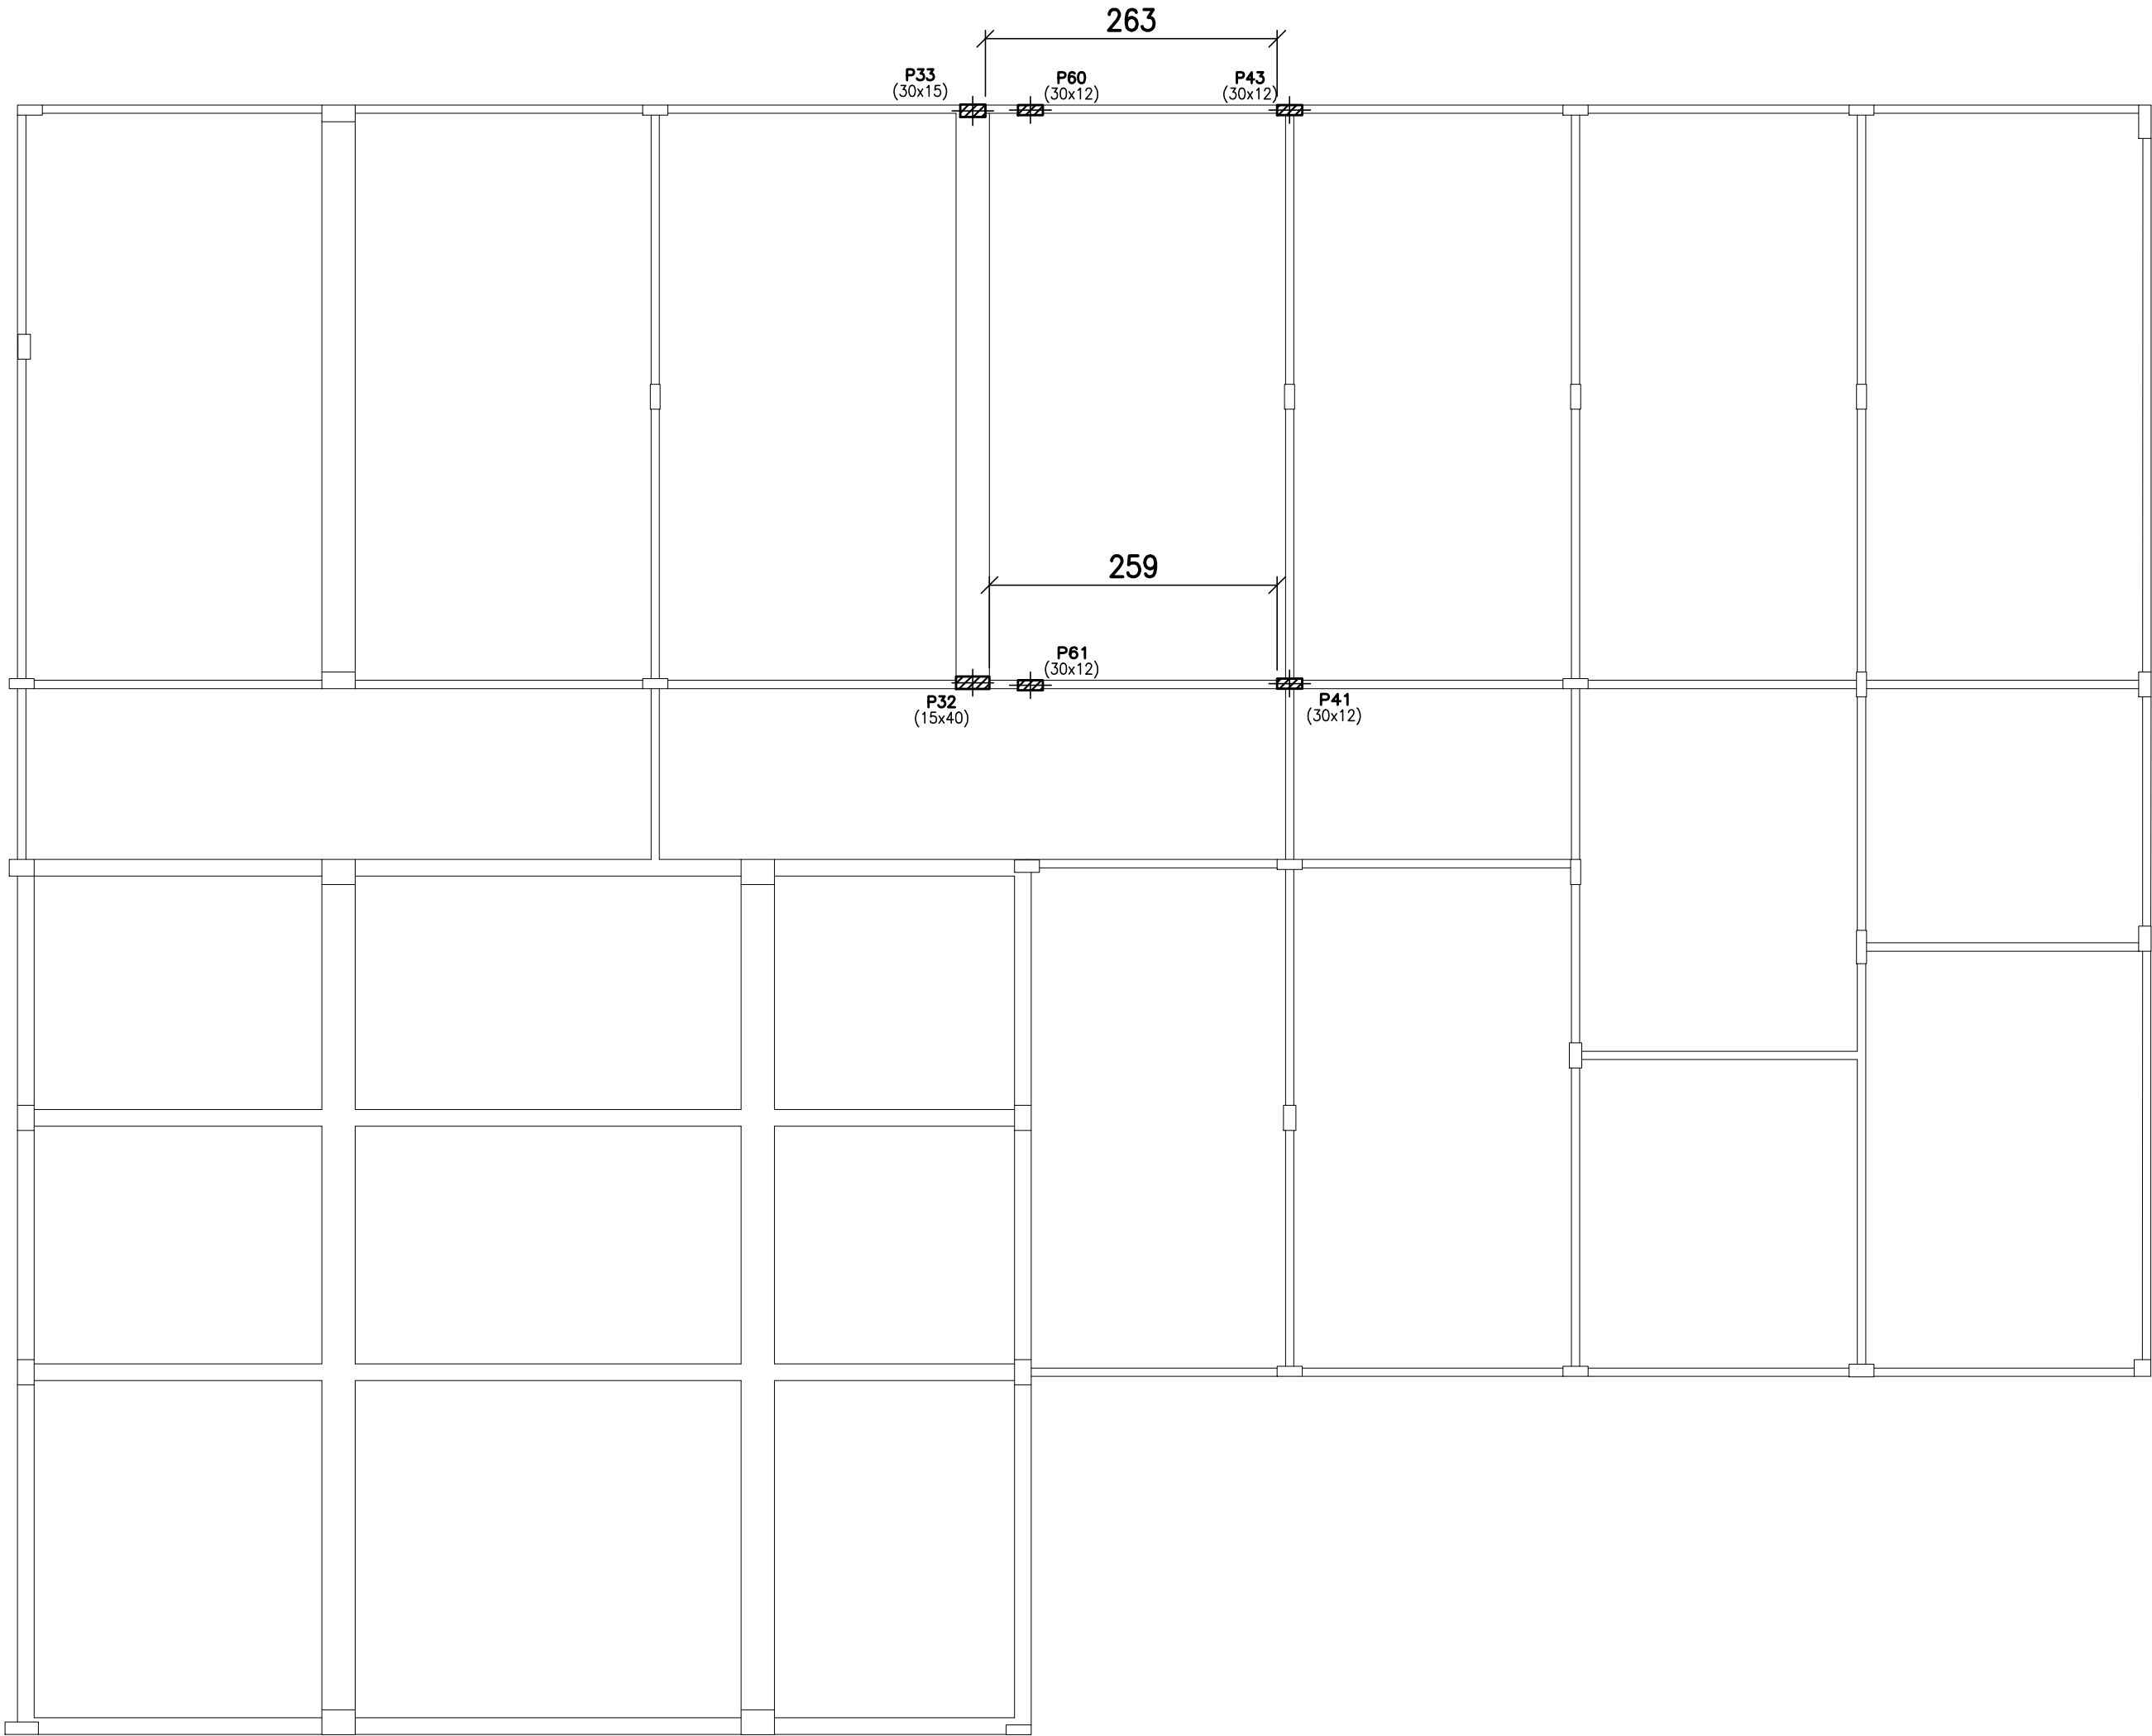 263
P33
(30x15)
P60
(30x12)
P43
(30x12)
259
P61
(30x12)
P32
(15x40)
P41
(30x12)